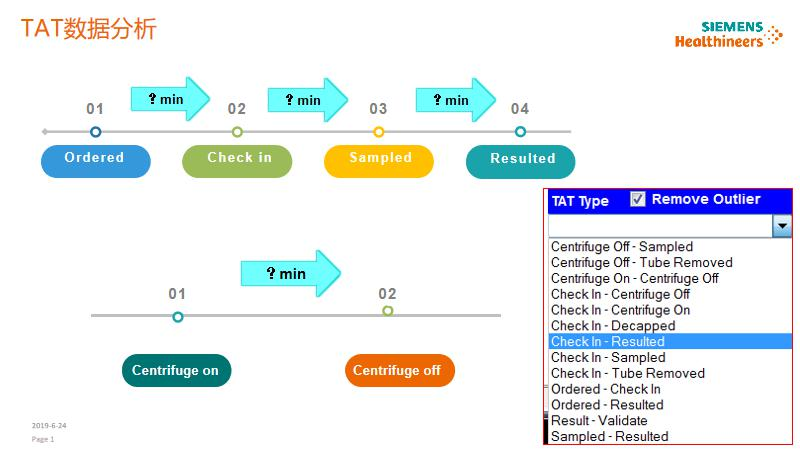 TAT数据分析
SIEMENS
Healthineers
? min
? min
? min
01
02
03
04
Ordered
Check in
Sampled
Resulted
? min
01
02
Centrifuge on
Centrifuge off
TAT Type
Remove Outlier
Centrifuge Off - Sampled
Centrifuge Off - Tube Removed
Centrifuge On - Centrifuge Off
Check In - Centrifuge Off
Check In - Centrifuge On
Check In - Decapped
Check In - Resulted
Check In - Sampled
Check In - Tube Removed
Ordered - Check In
Ordered - Resulted
Result - Validate
Sampled - Resulted
2019-6-24
Page 1